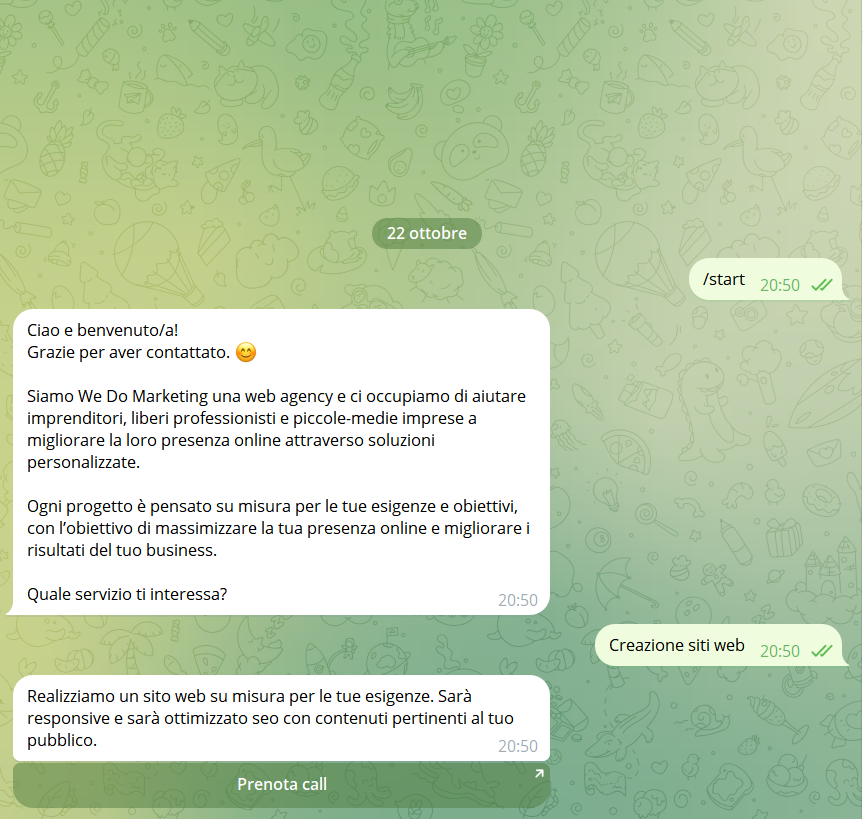 22 ottobre
/start 20:50
Ciao e benvenuto/a!
Grazie per aver contattato. 😊
Siamo We Do Marketing una web agency e ci occupiamo di aiutare
imprenditori, liberi professionisti e piccole-medie imprese a
migliorare la loro presenza online attraverso soluzioni
personalizzate.
Ogni progetto è pensato su misura per le tue esigenze e obiettivi,
con l’obiettivo di massimizzare la tua presenza online e migliorare i
risultati del tuo business.
Quale servizio ti interessa? 20:50
Creazione siti web 20:50
Realizziamo un sito web su misura per le tue esigenze. Sarà
responsive e sarà ottimizzato seo con contenuti pertinenti al tuo
pubblico. 20:50
Prenota call